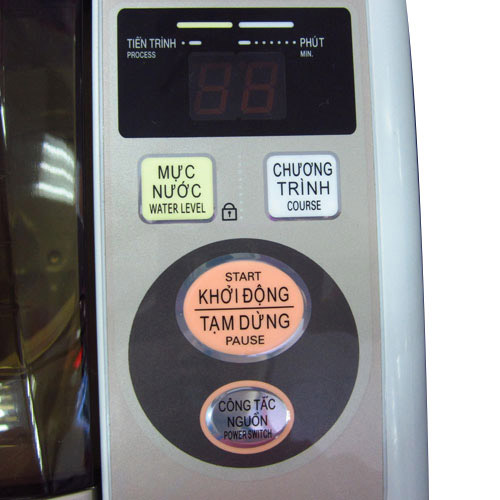 TIẾN TRÌNH
PROCESS
PHÚT
MIN.
MỰC
NƯỚC
WATER LEVEL
CHƯƠNG
TRÌNH
COURSE
START
KHỞI ĐỘNG
TẠM DỪNG
PAUSE
CÔNG TẮC
NGUỒN
POWER SWITCH